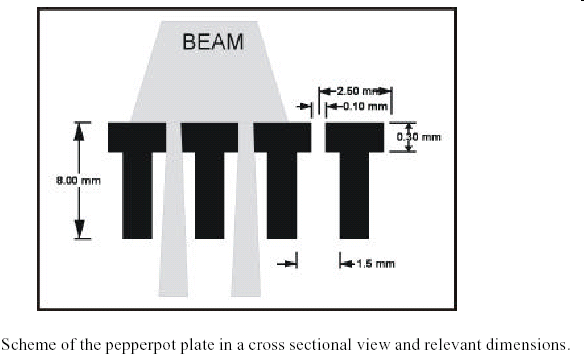 BEAM
2.50 mm
0.10 mm
0.30 mm
8.00 mm
1.5 mm
Scheme of the pepperpot plate in a cross sectional view and relevant dimensions.